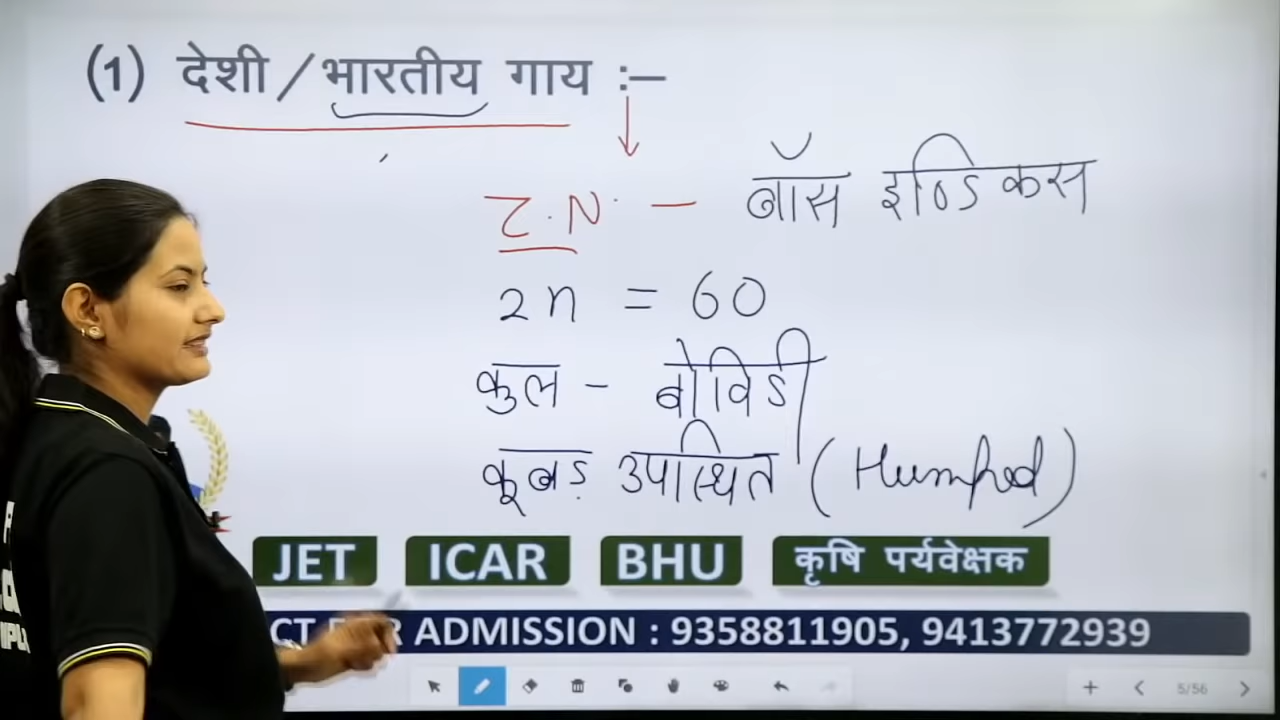 (1) देशी / भारतीय गाय :–
Z.N. – बॉस इण्डिकस
2n = 60
कुल – बोविडी
कूबड़ उपस्थित (Humped)
JET ICAR BHU कृषि पर्यवेक्षक
ADMISSION : 9358811905, 9413772939
5/56